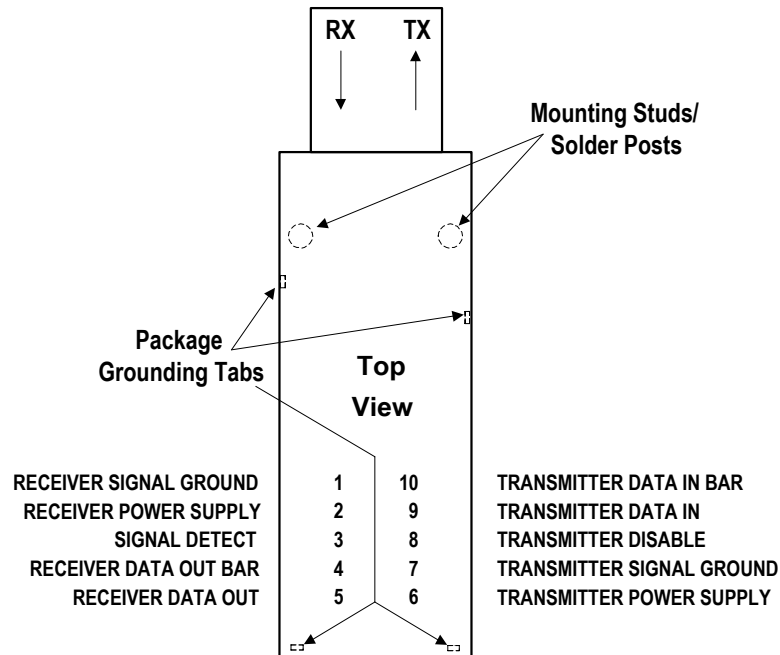 RX TX
Mounting Studs/
Solder Posts
Package
Grounding Tabs
Top
View
RECEIVER SIGNAL GROUND 1 10 TRANSMITTER DATA IN BAR
RECEIVER POWER SUPPLY 2 9 TRANSMITTER DATA IN
SIGNAL DETECT 3 8 TRANSMITTER DISABLE
RECEIVER DATA OUT BAR 4 7 TRANSMITTER SIGNAL GROUND
RECEIVER DATA OUT 5 6 TRANSMITTER POWER SUPPLY